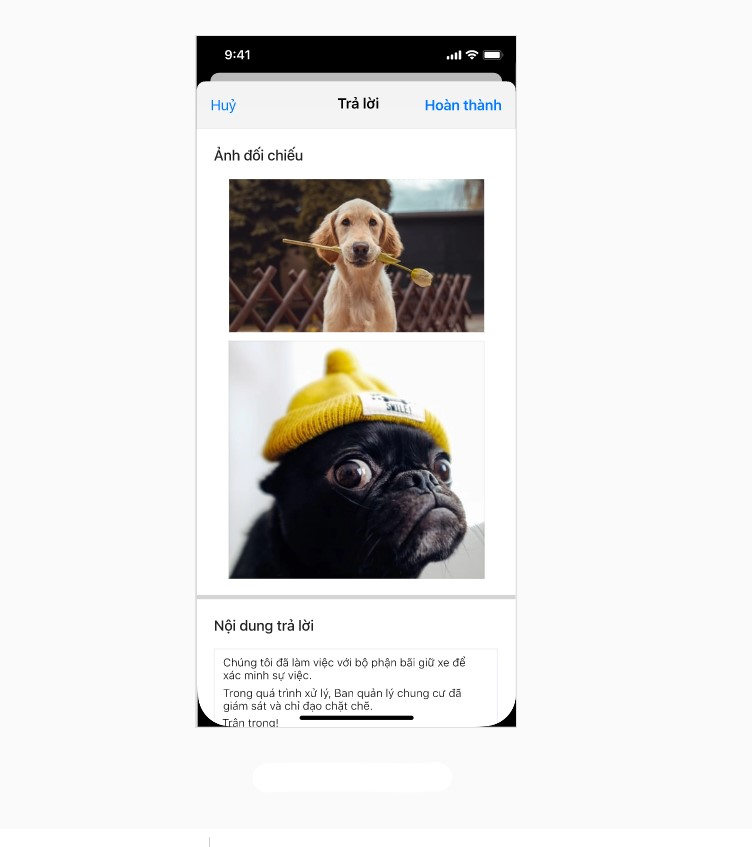 9:41
Huỷ
Trả lời
Hoàn thành
Ảnh đối chiếu
SMILE!
Nội dung trả lời
Chúng tôi đã làm việc với bộ phận bãi giữ xe để
xác minh sự việc.
Trong quá trình xử lý, Ban quản lý chung cư đã
giám sát và chỉ đạo chặt chẽ.
Trân trọng!